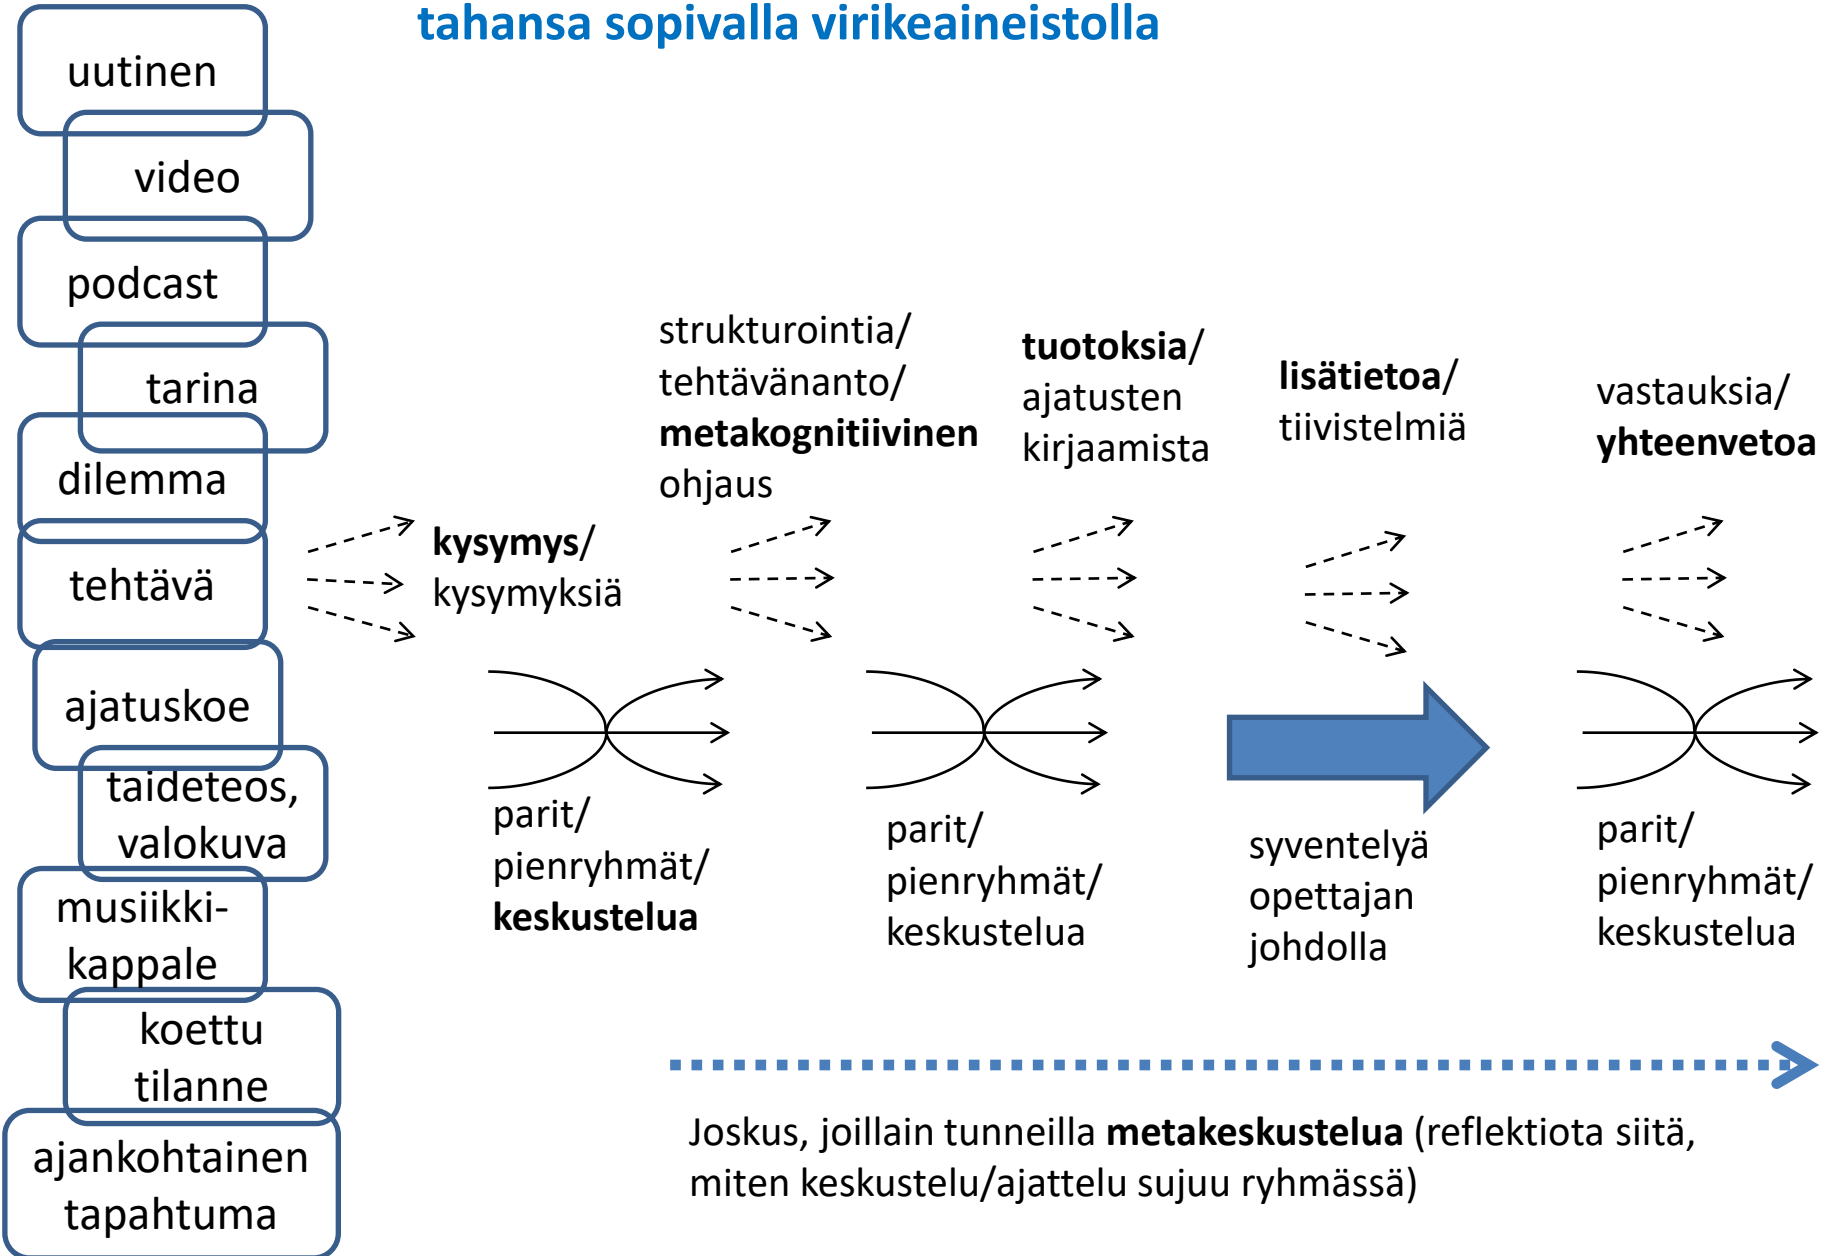 tahansa sopivalla virikeaineistolla
uutinen
video
podcast
tarina
dilemma
tehtävä
ajatuskoe
taideteos,
valokuva
musiikki-
kappale
koettu
tilanne
ajankohtainen
tapahtuma
kysymys/
kysymyksiä
strukturointia/
tehtävänanto/
metakognitiivinen
ohjaus
tuotoksia/
ajatusten
kirjaamista
lisätietoa/
tiivistelmiä
vastauksia/
yhteenvetoa
parit/
pienryhmät/
keskustelua
parit/
pienryhmät/
keskustelua
syventelyä
opettajan
johdolla
parit/
pienryhmät/
keskustelua
Joskus, joillain tunneilla metakeskustelua (reflektiota siitä,
miten keskustelu/ajattelu sujuu ryhmässä)